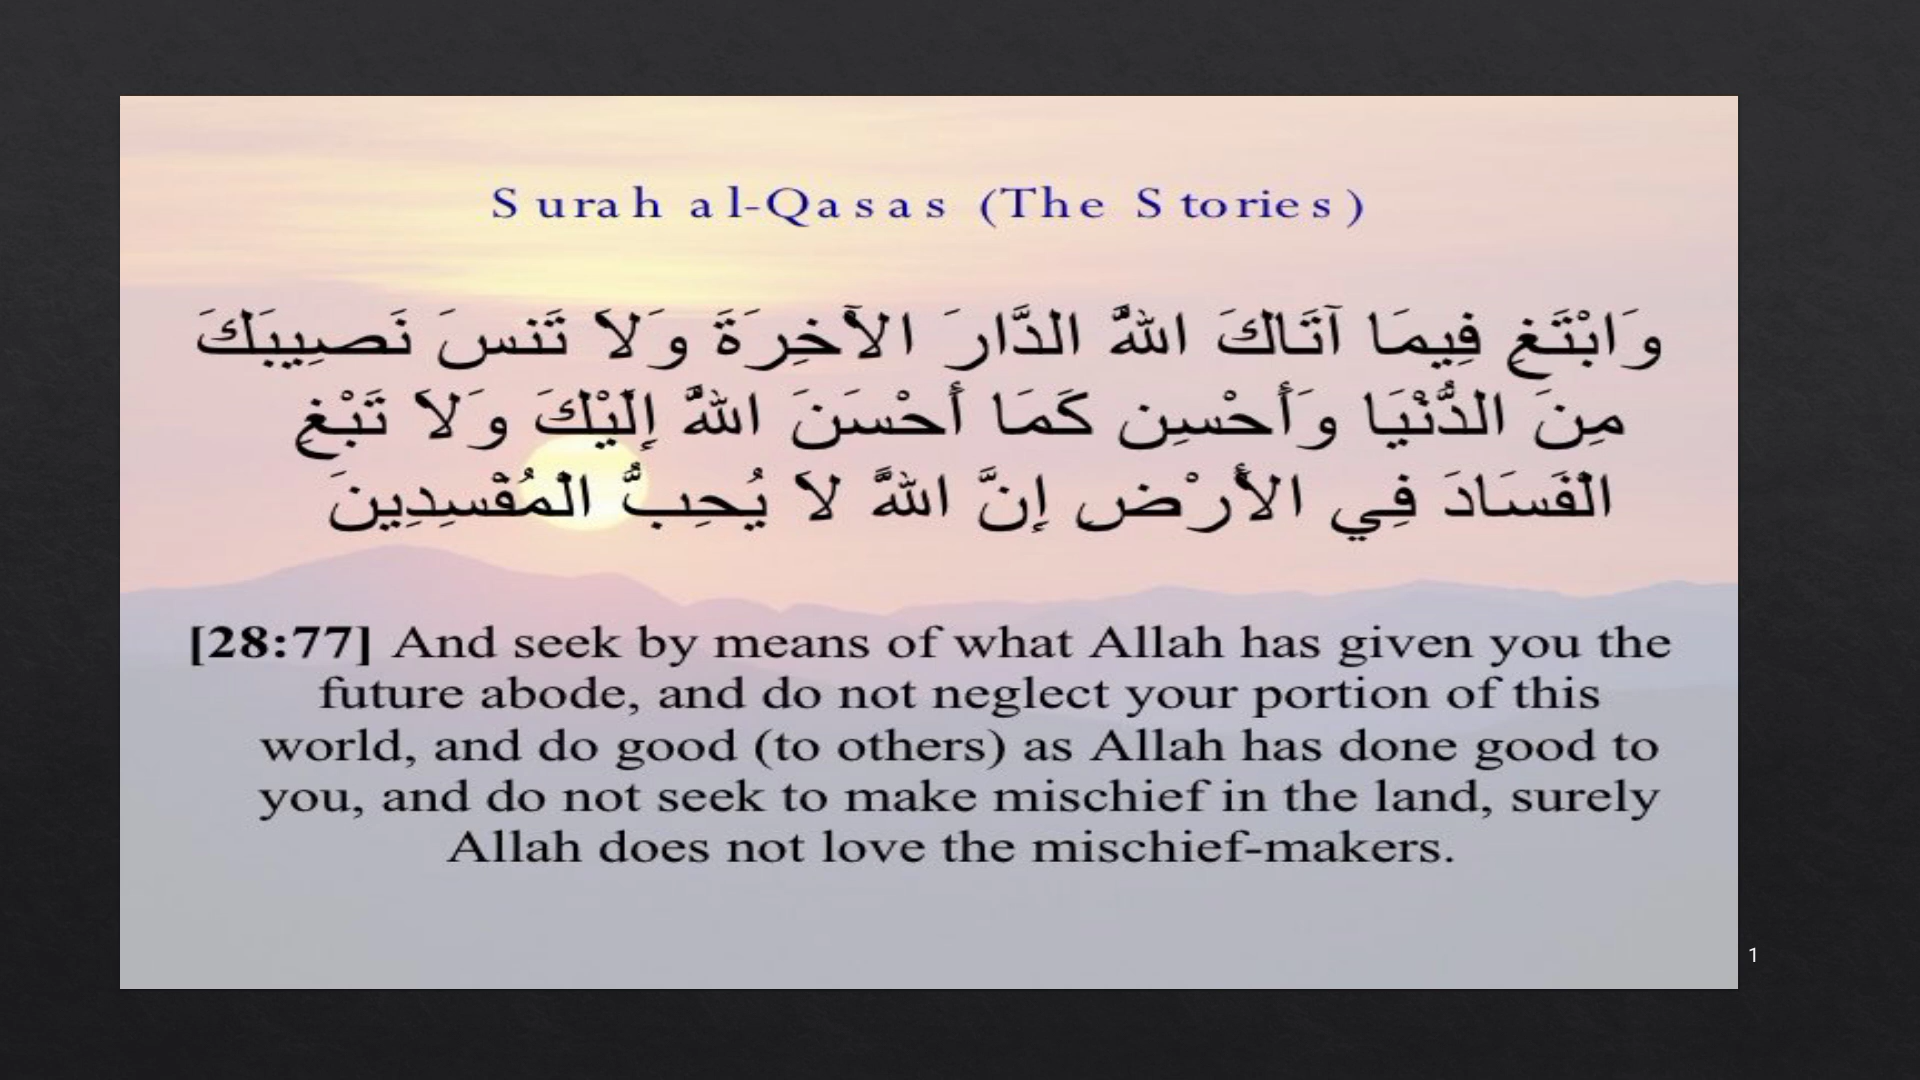 Surah al-Qasas (The Stories)
وَابْتَغِ فِيمَا آتَاكَ اللَّهُ الدَّارَ الآخِرَةَ وَلاَ تَنسَ نَصِيبَكَ
مِنَ الدُّنْيَا وَأَحْسِن كَمَا أَحْسَنَ اللَّهُ إِلَيْكَ وَلاَ تَبْغِ
الْفَسَادَ فِي الأَرْضِ إِنَّ اللَّهَ لاَ يُحِبُّ الْمُفْسِدِينَ
[28:77] And seek by means of what Allah has given you the
future abode, and do not neglect your portion of this
world, and do good (to others) as Allah has done good to
you, and do not seek to make mischief in the land, surely
Allah does not love the mischief-makers.
1